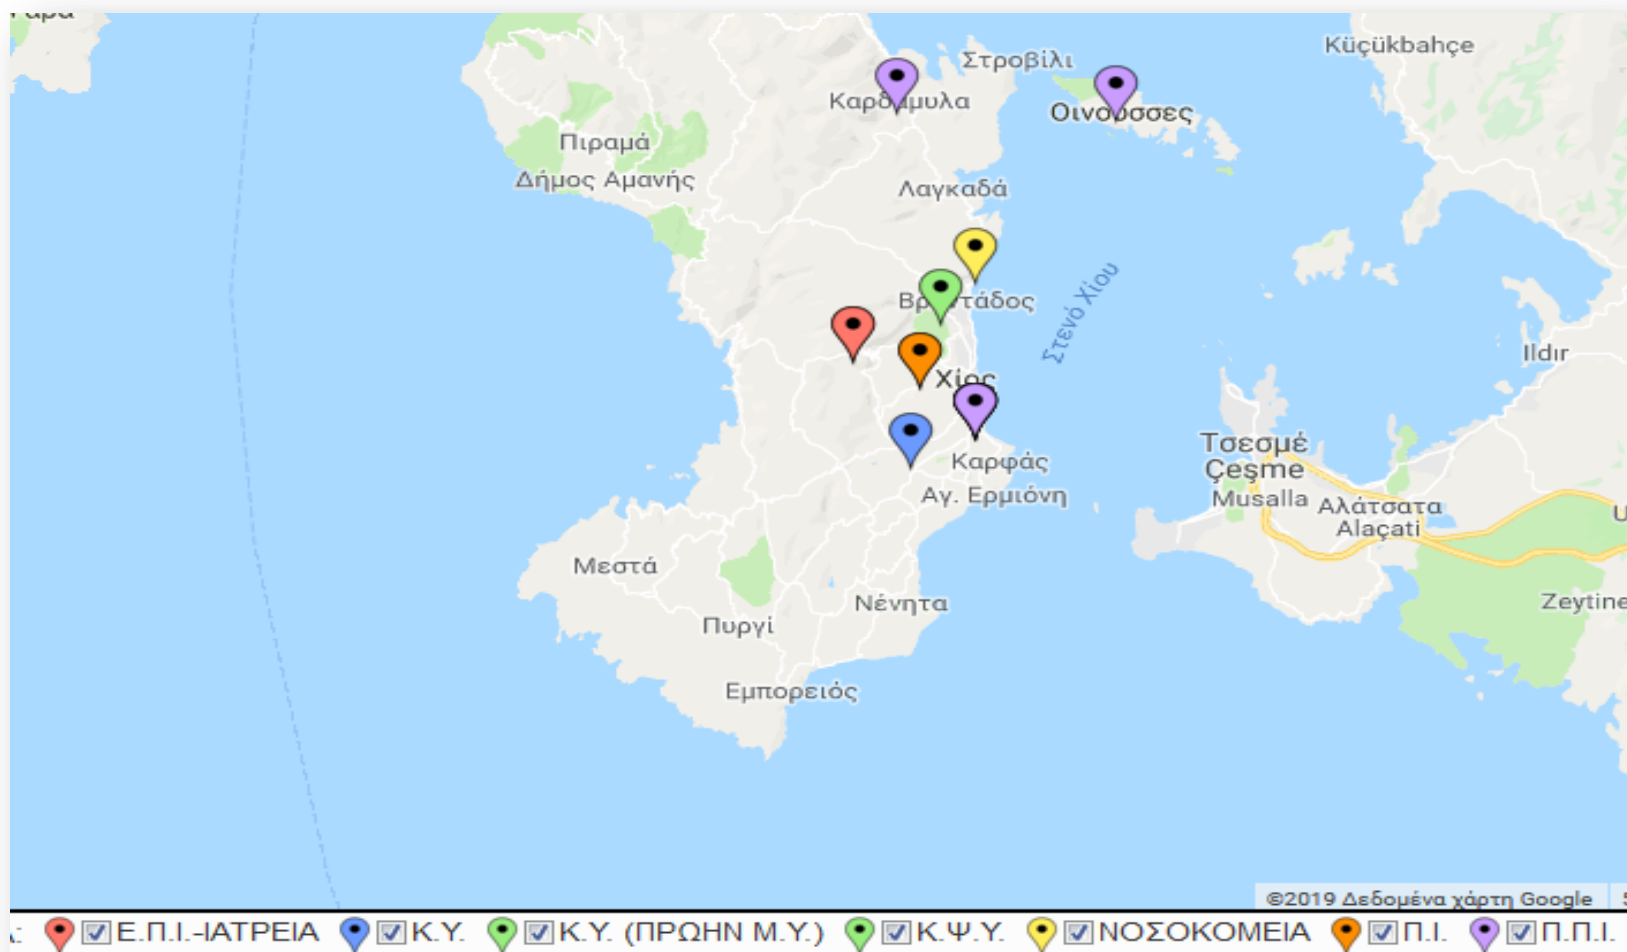 Küçükbahçe
Στροβίλι
Καρδάμυλα
Οινούσσες
Πιραμά
Δήμος Αμανής
Λαγκαδά
Στενό Χίου
Βροντάδος
Ildır
Χίος
Τσεσμέ
Çeşme
Καρφάς
Musalla
Αγ. Ερμιόνη
Αλάτσατα
Alaçatı
Μεστά
Νένητα
Zeytine
Πυργί
Εμπορειός
©2019 Δεδομένα χάρτη Google
Ε.Π.Ι.-ΙΑΤΡΕΙΑ Κ.Υ. Κ.Υ. (ΠΡΩΗΝ Μ.Υ.) Κ.Ψ.Υ. ΝΟΣΟΚΟΜΕΙΑ Π.Ι. Π.Π.Ι.